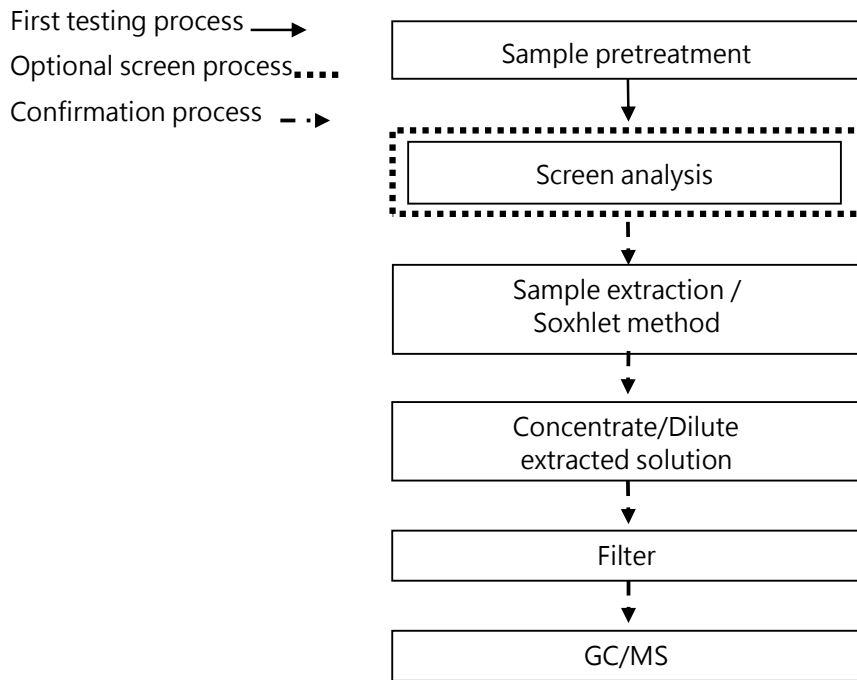 First testing process
Optional screen process
Confirmation process
Sample pretreatment
Screen analysis
Sample extraction /
Soxhlet method
Concentrate/Dilute
extracted solution
Filter
GC/MS